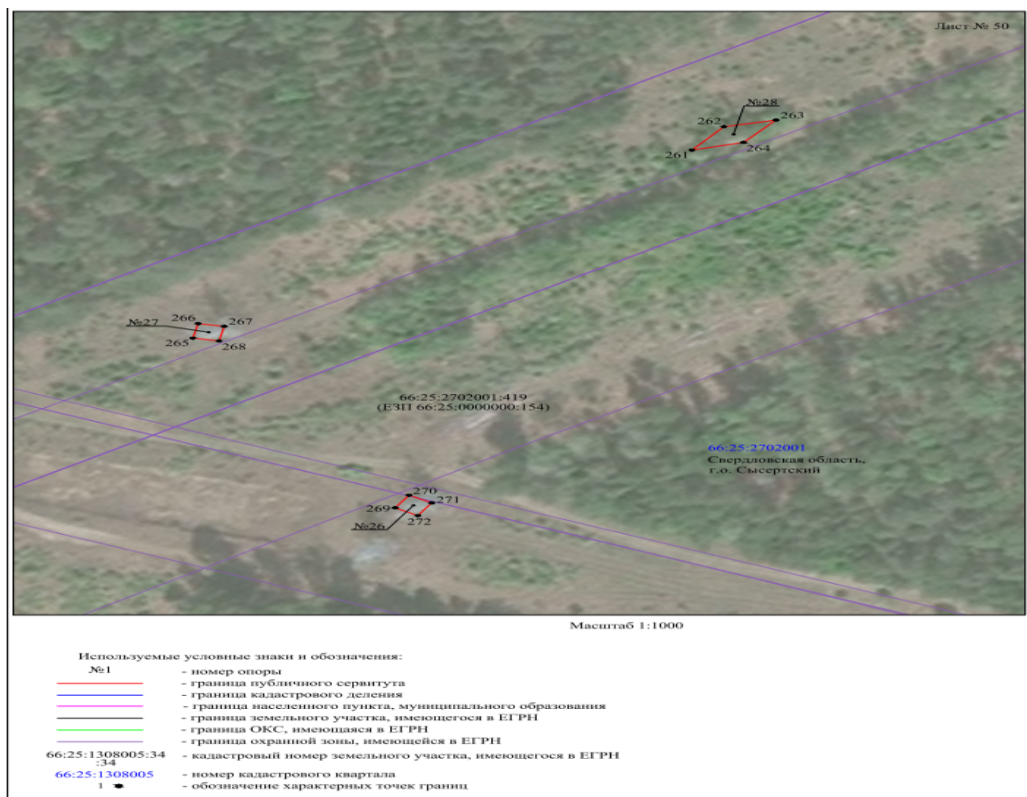 Лист № 50
№28
262
263
261
264
№27
266
267
265
268
66:25:2702001:419
(ЕЗП 66:25:0000000:154)
66:25:2702001
Свердловская область,
г.о. Сысертский
270
271
269
272
№26
Масштаб 1:1000
Используемые условные знаки и обозначения:
№1 - номер опоры
- граница публичного сервитута
- граница кадастрового деления
- граница населенного пункта, муниципального образования
- граница земельного участка, имеющегося в ЕГРН
- граница ОКС, имеющаяся в ЕГРН
- граница охранной зоны, имеющейся в ЕГРН
66:25:1308005:34 - кадастровый номер земельного участка, имеющегося в ЕГРН
:34
66:25:1308005 - номер кадастрового квартала
1 - обозначение характерных точек границ